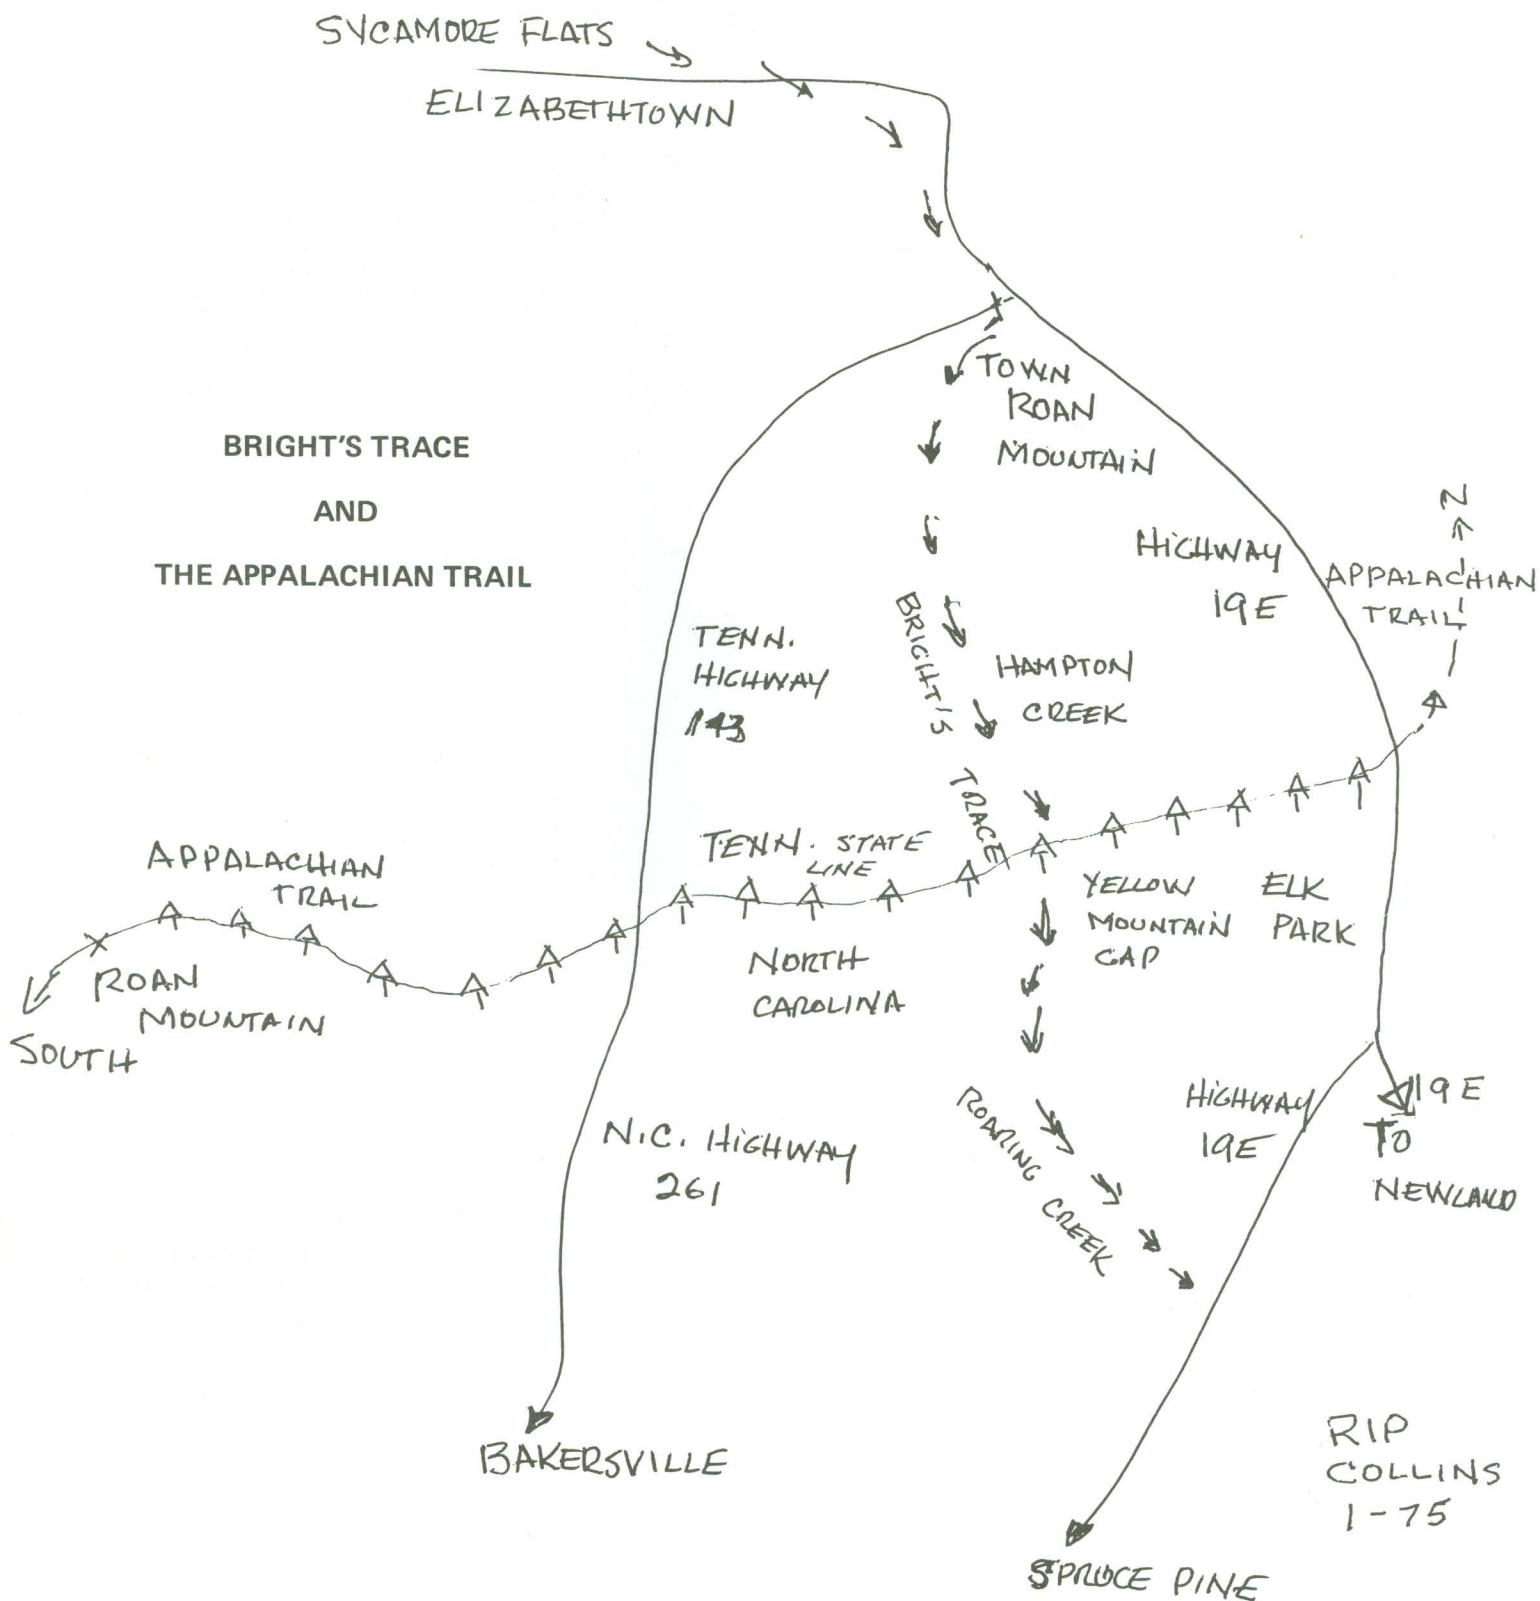 SYCAMORE FLATS
ELIZABETHTOWN
TOWN
ROAN
MOUNTAIN
BRIGHT'S TRACE
AND
THE APPALACHIAN TRAIL
N
HIGHWAY
19E
APPALACHIAN
TRAIL
TENN.
HIGHWAY
143
BRIGHT'S
TRACE
HAMPTON
CREEK
TENN. STATE
LINE
APPALACHIAN
TRAIL
YELLOW
MOUNTAIN
GAP
ELK
PARK
ROAN
MOUNTAIN
SOUTH
NORTH
CAROLINA
N.C. HIGHWAY
261
ROARING CREEK
HIGHWAY
19E
19E
TO
NEWLAND
BAKERSVILLE
RIP
COLLINS
1-75
SPRUCE PINE